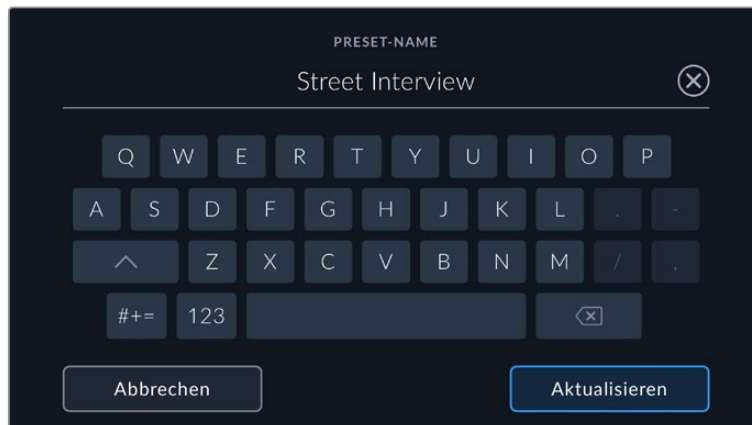 PRESET-NAME
Street Interview
Q W E R T Y U I O P
A S D F G H J K L . -
Z X C V B N M / ,
#+= 123
Abbrechen Aktualisieren